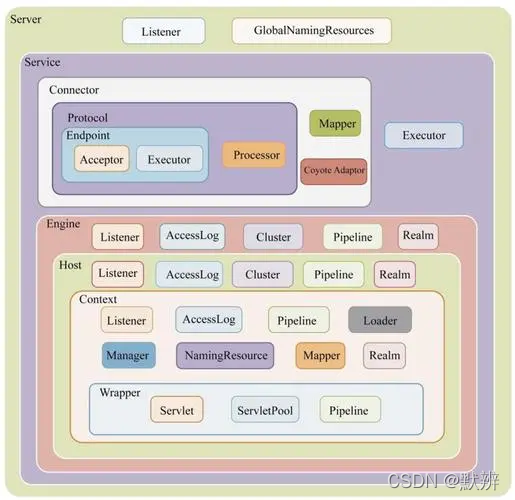 Server
Listener
GlobalNamingResources
Service
Connector
Protocol
Endpoint
Acceptor
Executor
Processor
Mapper
Coyote Adaptor
Executor
Engine
Listener
AccessLog
Cluster
Pipeline
Realm
Host
Listener
AccessLog
Cluster
Pipeline
Realm
Context
Listener
AccessLog
Pipeline
Loader
Manager
NamingResource
Mapper
Realm
Wrapper
Servlet
ServletPool
Pipeline
CSDN @默辨